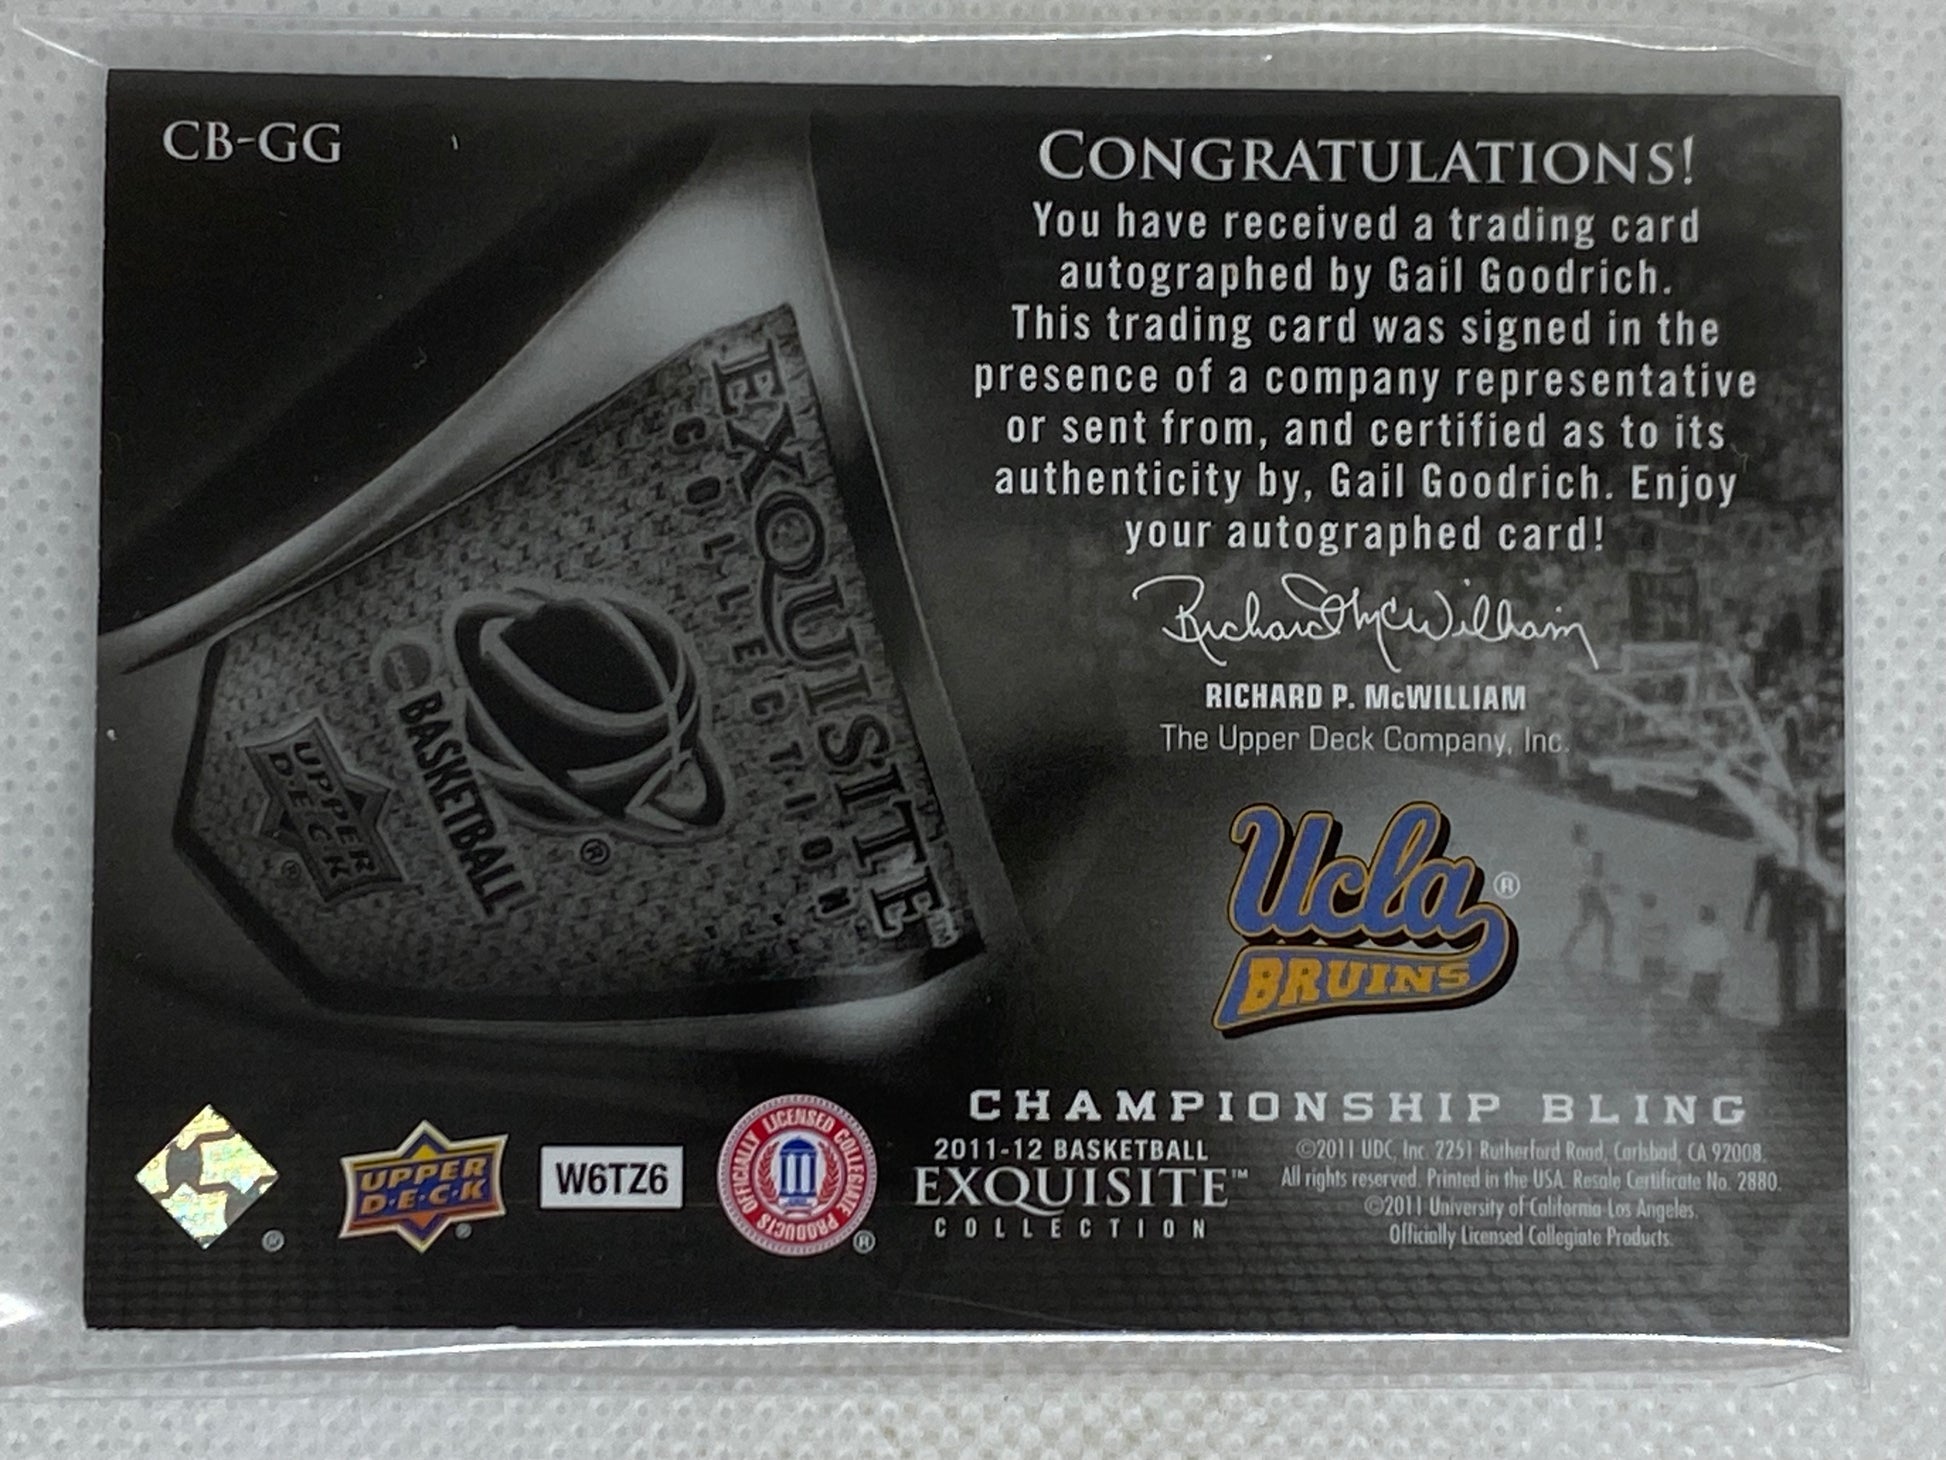 CB-GG
CONGRATULATIONS!
You have received a trading card
autographed by Gail Goodrich.
This trading card was signed in the
presence of a company representative
or sent from, and certified as to its
authenticity by, Gail Goodrich. Enjoy
your autographed card!
Richard McWilliam
RICHARD P. McWILLIAM
The Upper Deck Company, Inc.
EXQUISITE™
COLLECTION
BASKETBALL
®
UPPER
DECK
®
Ucla ®
BRUINS
CHAMPIONSHIP BLING
2011-12 BASKETBALL
EXQUISITE™
COLLECTION
©2011 UDC, Inc. 2251 Rutherford Road, Carlsbad, CA 92008.
All rights reserved. Printed in the USA. Resale Certificate No. 2880.
©2011 University of California-Los Angeles.
Officially Licensed Collegiate Products.
®
UPPER
D·E·C·K
®
W6TZ6
OFFICIALLY LICENSED COLLEGIATE PRODUCTS
®